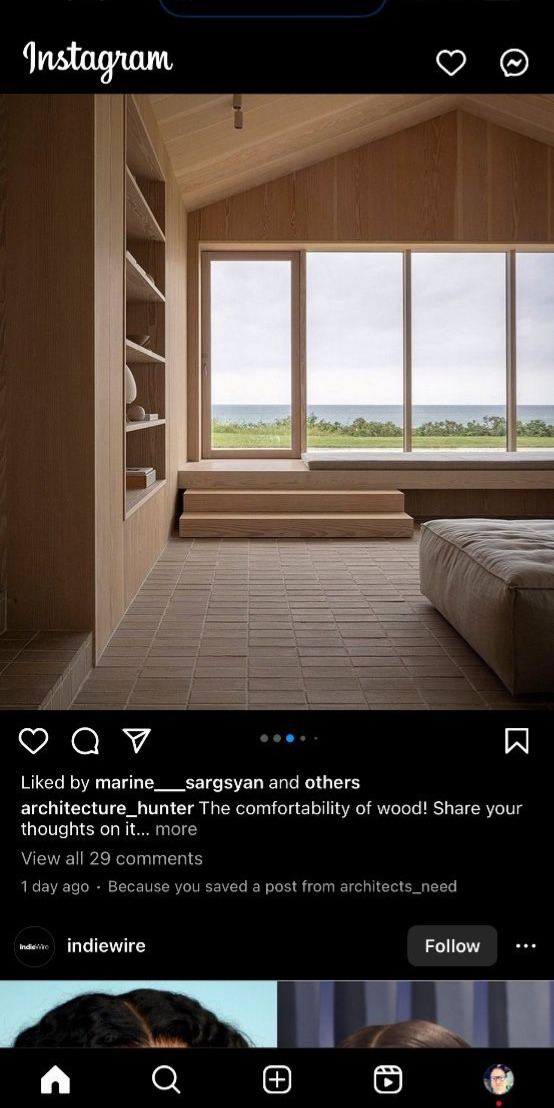 Instagram
Liked by marine___sargsyan and others
architecture_hunter The comfortability of wood! Share your
thoughts on it... more
View all 29 comments
1 day ago · Because you saved a post from architects_need
IndieWire
indiewire
Follow